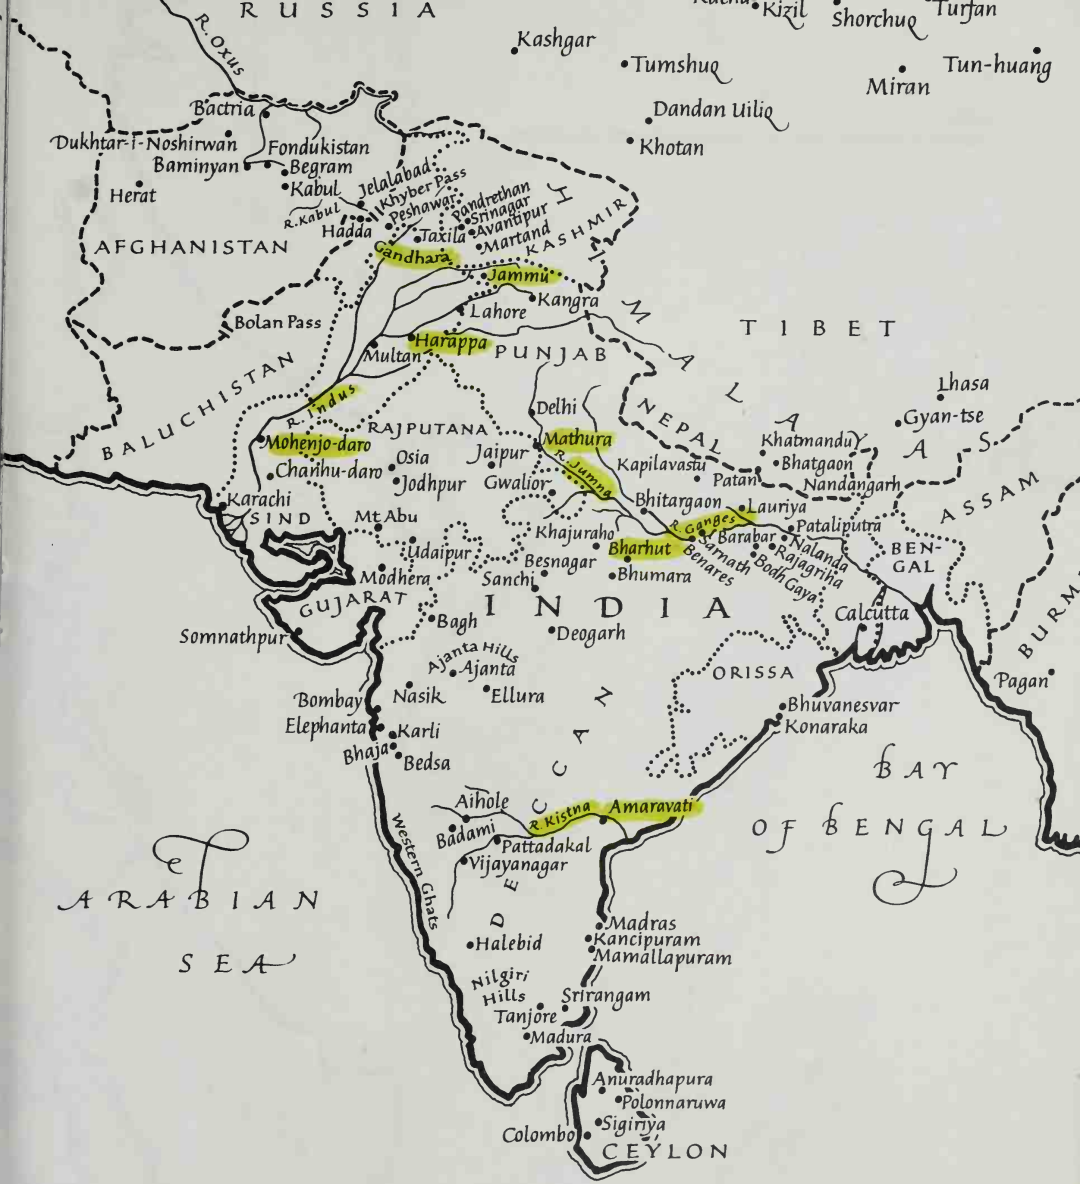 RUSSIA
Kizil
Shorchuq
Turfan
R. Oxus
Kashgar
Tumshuq
Miran
Tun-huang
Bactria
Dandan Uiliq
Dukhtar-i-Noshirwan
Fondukistan
Khotan
Baminyan
Begram
Herat
Kabul
Jelalabad
Khyber Pass
R. Kabul
Peshawar
Pandrethan
Srinagar
Hadda
Taxila
Avantipur
Martand
AFGHANISTAN
Gandhara
KASHMIR
Jammu
Kangra
Lahore
HIMALAYAS
Bolan Pass
TIBET
Harappa
Multan
PUNJAB
BALUCHISTAN
R. Indus
Lhasa
Delhi
Gyan-tse
NEPAL
RAJPUTANA
Mohenjo-daro
Mathura
Khatmandu
Jaipur
R. Jumna
Osia
Chanhu-daro
Kapilavastu
Bhatgaon
Jodhpur
Gwalior
Patan
Nandangarh
Karachi
Bhitargaon
Lauriya
ASSAM
SIND
Mt Abu
R. Ganges
Pataliputra
Khajuraho
Barabar
Udaipur
Bharhut
Sarnath
Nalanda
BEN-
GAL
Besnagar
Benares
Rajagriha
Modhera
Sanchi
Bhumara
Bodh Gaya
GUJARAT
INDIA
Calcutta
Bagh
Somnathpur
Deogarh
BURMA
Ajanta Hills
Ajanta
ORISSA
Pagan
Nasik
Ellura
Bombay
Bhuvanesvar
Elephanta
Karli
Konaraka
Bhaja
Bedsa
DECCAN
BAY
OF BENGAL
Aihole
R. Kistna
Amaravati
Badami
Pattadakal
Vijayanagar
Western Ghats
ARABIAN
SEA
Madras
Halebid
Kancipuram
Mamallapuram
Nilgiri
Hills
Srirangam
Tanjore
Madura
Anuradhapura
Polonnaruwa
Sigiriya
Colombo
CEYLON